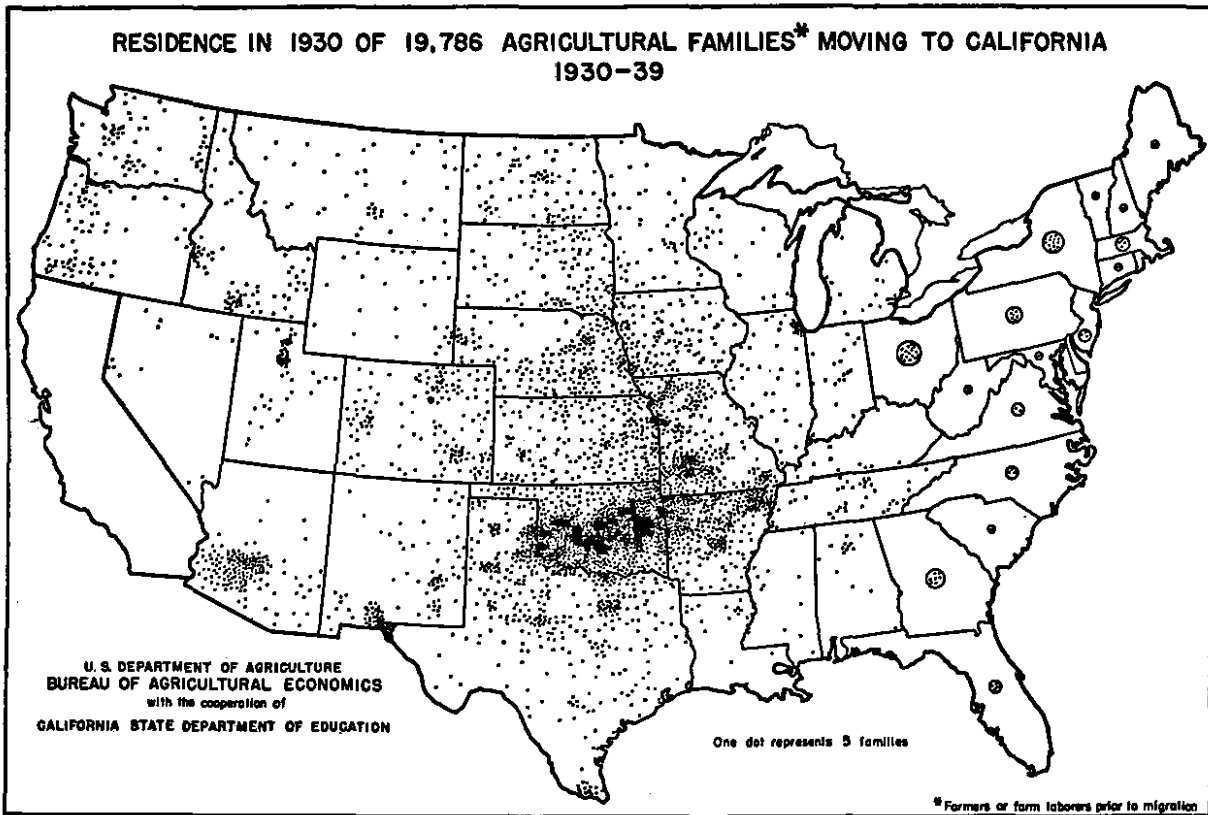 RESIDENCE IN 1930 OF 19,786 AGRICULTURAL FAMILIES* MOVING TO CALIFORNIA
1930-39
U. S. DEPARTMENT OF AGRICULTURE
BUREAU OF AGRICULTURAL ECONOMICS
with the cooperation of
CALIFORNIA STATE DEPARTMENT OF EDUCATION
One dot represents 5 families
*Farmers or farm laborers prior to migration